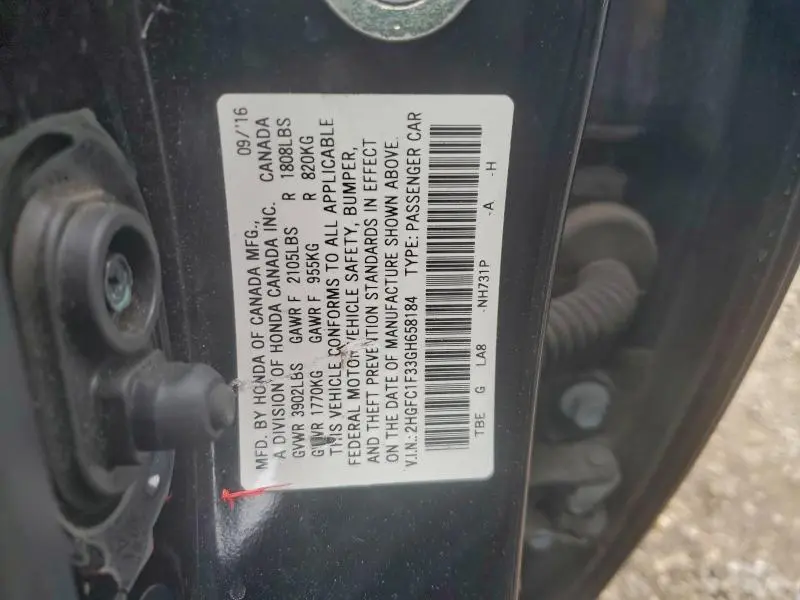 09/'16
MFD. BY HONDA OF CANADA MFG.,
A DIVISION OF HONDA CANADA INC. CANADA
GVWR 3902LBS GAWR F 2105LBS R 1808LBS
GVWR 1770KG GAWR F 955KG R 820KG
THIS VEHICLE CONFORMS TO ALL APPLICABLE
FEDERAL MOTOR VEHICLE SAFETY, BUMPER,
AND THEFT PREVENTION STANDARDS IN EFFECT
ON THE DATE OF MANUFACTURE SHOWN ABOVE.
V.I.N.:2HGFC1F33GH658184 TYPE: PASSENGER CAR
TBE G LA8 -NH731P -A -H